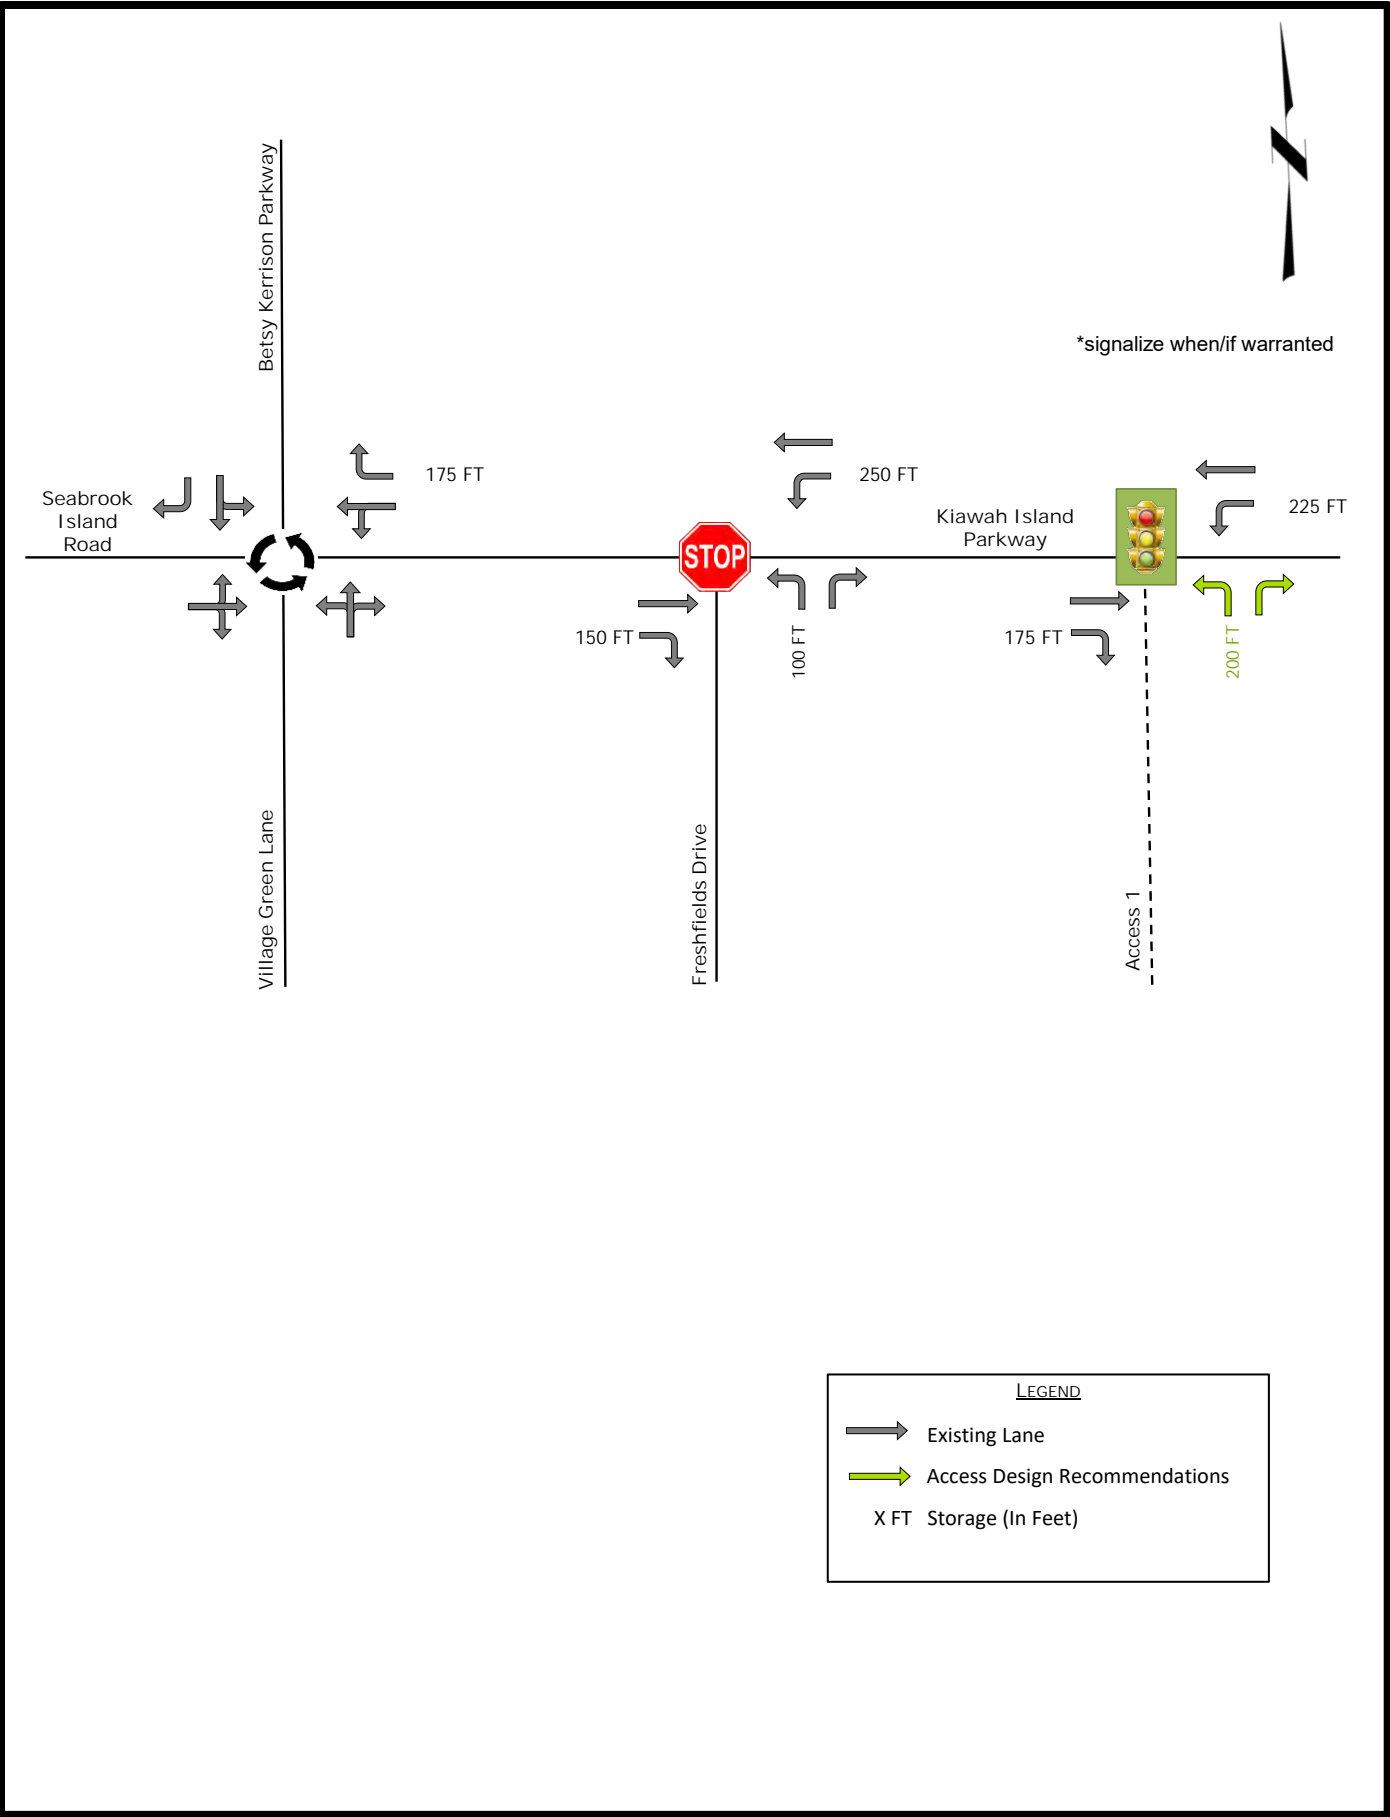 Betsy Kerrison Parkway
*signalize when/if warranted
175 FT
250 FT
225 FT
Seabrook
Island
Road
Kiawah Island
Parkway
STOP
150 FT
100 FT
175 FT
200 FT
Village Green Lane
Freshfields Drive
Access 1
LEGEND
Existing Lane
Access Design Recommendations
X FT Storage (In Feet)